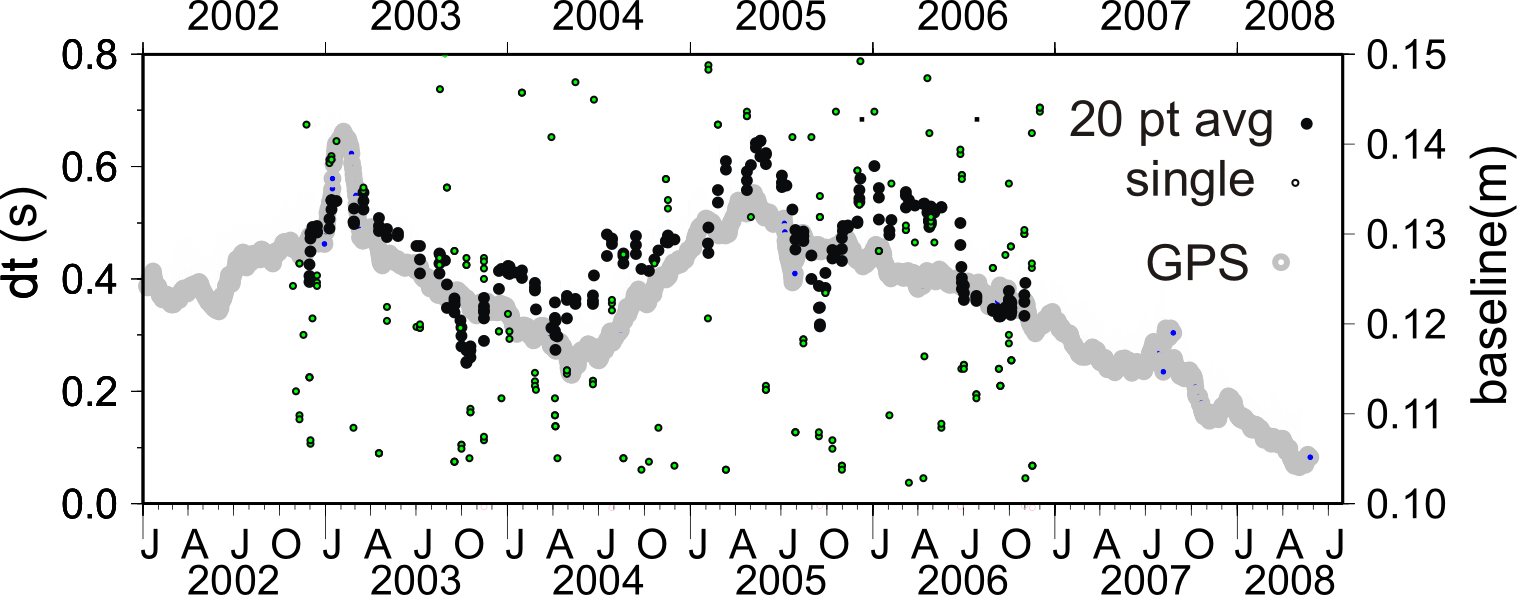 2002 2003 2004 2005 2006 2007 2008
0.8 0.15
20 pt avg
0.6 0.14
single
dt (s)
baseline(m)
0.13
GPS
0.4
0.12
0.2
0.11
0.0 0.10
J A J O J A J O J A J O J A J O J A J O J A J O J A J
2002 2003 2004 2005 2006 2007 2008